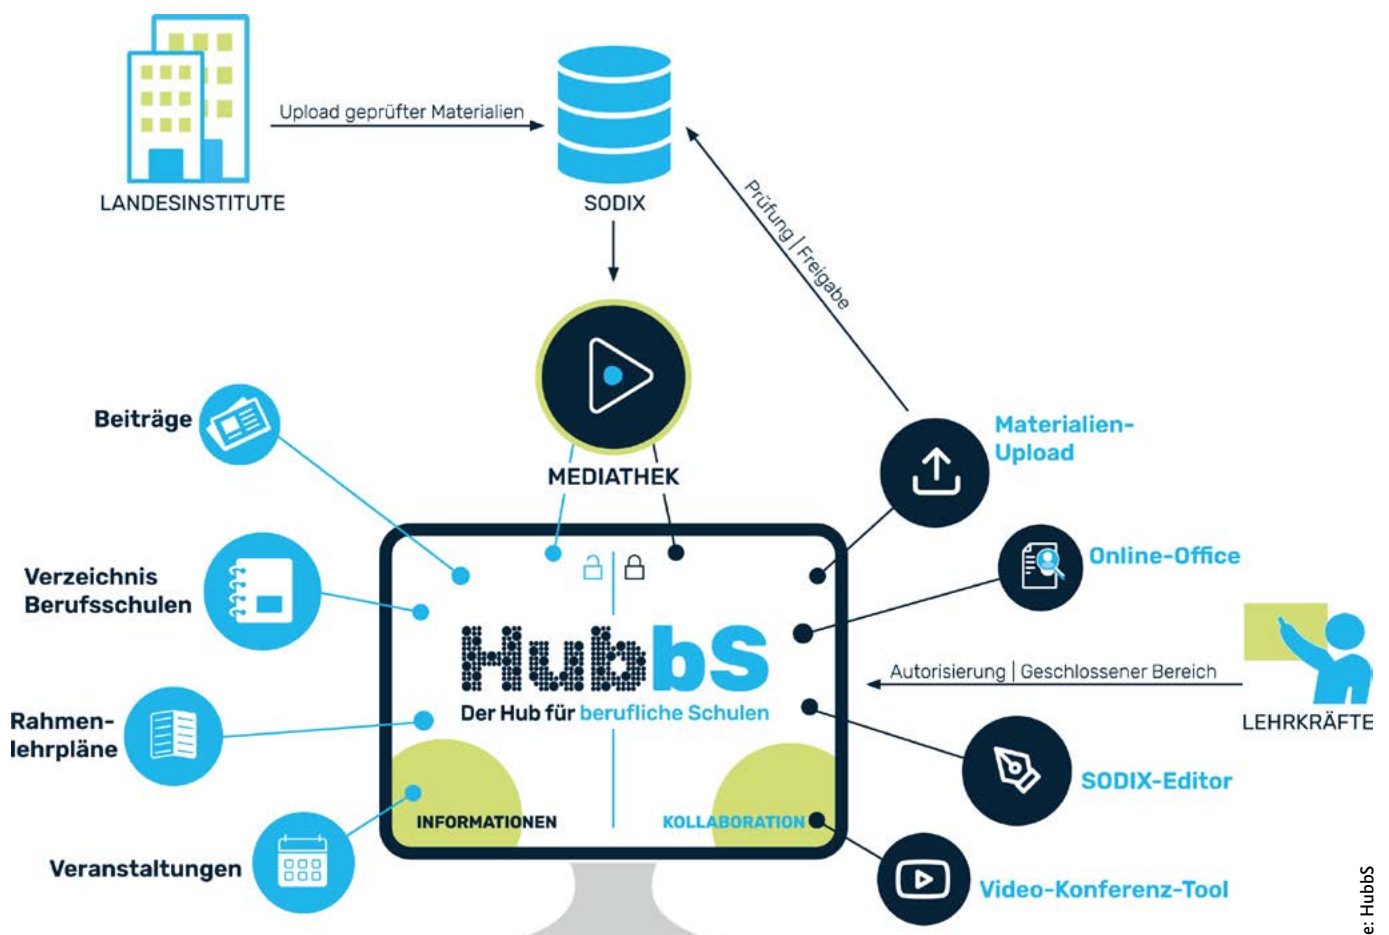 Upload geprüfter Materialien
LANDESINSTITUTE
SODIX
Prüfung | Freigabe
Beiträge
MEDIATHEK
Materialien-
Upload
Verzeichnis
Berufsschulen
Online-Office
HubbS
Der Hub für berufliche Schulen
Autorisierung | Geschlossener Bereich
LEHRKRÄFTE
Rahmen-
lehrpläne
SODIX-Editor
INFORMATIONEN
KOLLABORATION
Veranstaltungen
Video-Konferenz-Tool
e: HubbS